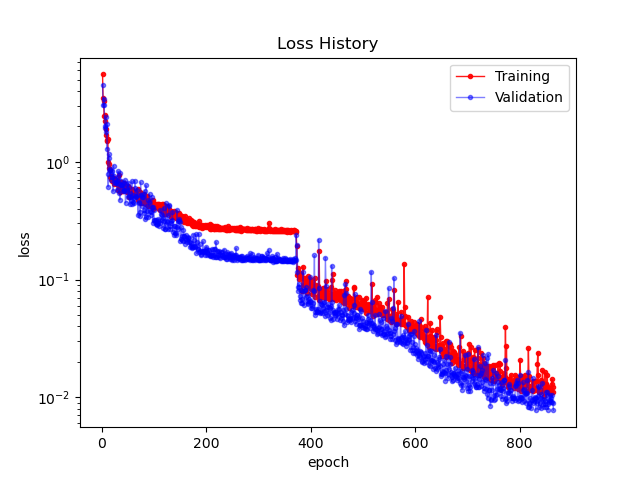 Loss History
Training
Validation
10⁰
10⁻¹
10⁻²
loss
0 200 400 600 800
epoch